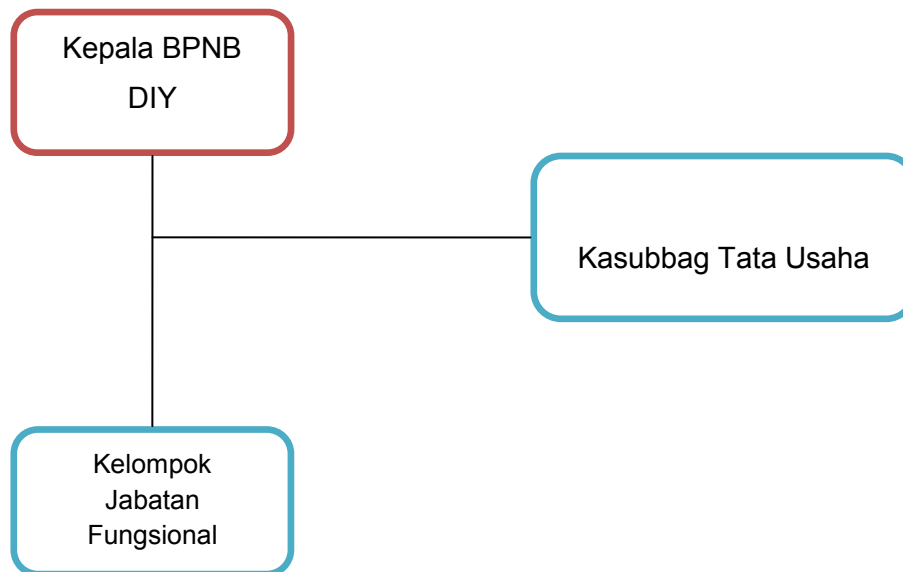 Kepala BPNB
DIY
Kasubbag Tata Usaha
Kelompok
Jabatan
Fungsional